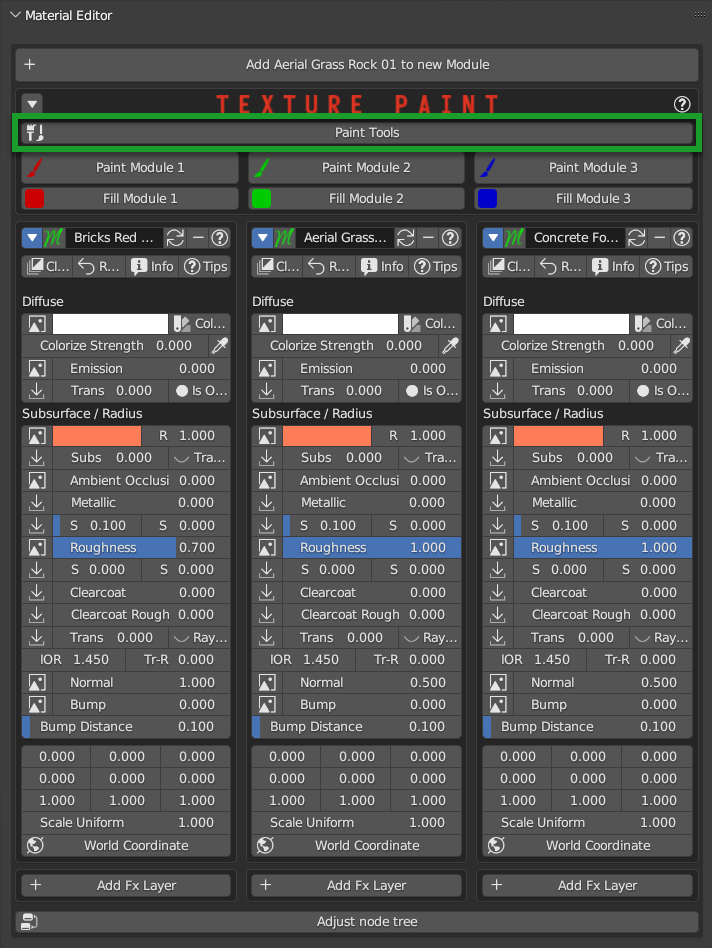 Material Editor
Add Aerial Grass Rock 01 to new Module
TEXTURE PAINT
Paint Tools
Paint Module 1 Paint Module 2 Paint Module 3
Fill Module 1 Fill Module 2 Fill Module 3
Bricks Red ... Aerial Grass... Concrete Fo...
Cl... R... Info Tips Cl... R... Info Tips Cl... R... Info Tips
Diffuse Diffuse Diffuse
Col... Col... Col...
Colorize Strength 0.000 Colorize Strength 0.000 Colorize Strength 0.000
Emission 0.000 Emission 0.000 Emission 0.000
Trans 0.000 Is O... Trans 0.000 Is O... Trans 0.000 Is O...
Subsurface / Radius Subsurface / Radius Subsurface / Radius
R 1.000 R 1.000 R 1.000
Subs 0.000 Tra... Subs 0.000 Tra... Subs 0.000 Tra...
Ambient Occlusi 0.000 Ambient Occlusi 0.000 Ambient Occlusi 0.000
Metallic 0.000 Metallic 0.000 Metallic 0.000
S 0.100 S 0.000 S 0.100 S 0.000 S 0.100 S 0.000
Roughness 0.700 Roughness 1.000 Roughness 1.000
S 0.000 S 0.000 S 0.000 S 0.000 S 0.000 S 0.000
Clearcoat 0.000 Clearcoat 0.000 Clearcoat 0.000
Clearcoat Rough 0.000 Clearcoat Rough 0.000 Clearcoat Rough 0.000
Trans 0.000 Ray... Trans 0.000 Ray... Trans 0.000 Ray...
IOR 1.450 Tr-R 0.000 IOR 1.450 Tr-R 0.000 IOR 1.450 Tr-R 0.000
Normal 1.000 Normal 0.500 Normal 0.500
Bump 0.000 Bump 0.000 Bump 0.000
Bump Distance 0.100 Bump Distance 0.100 Bump Distance 0.100
0.000 0.000 0.000 0.000 0.000 0.000 0.000 0.000 0.000
0.000 0.000 0.000 0.000 0.000 0.000 0.000 0.000 0.000
1.000 1.000 1.000 1.000 1.000 1.000 1.000 1.000 1.000
Scale Uniform 1.000 Scale Uniform 1.000 Scale Uniform 1.000
World Coordinate World Coordinate World Coordinate
Add Fx Layer Add Fx Layer Add Fx Layer
Adjust node tree